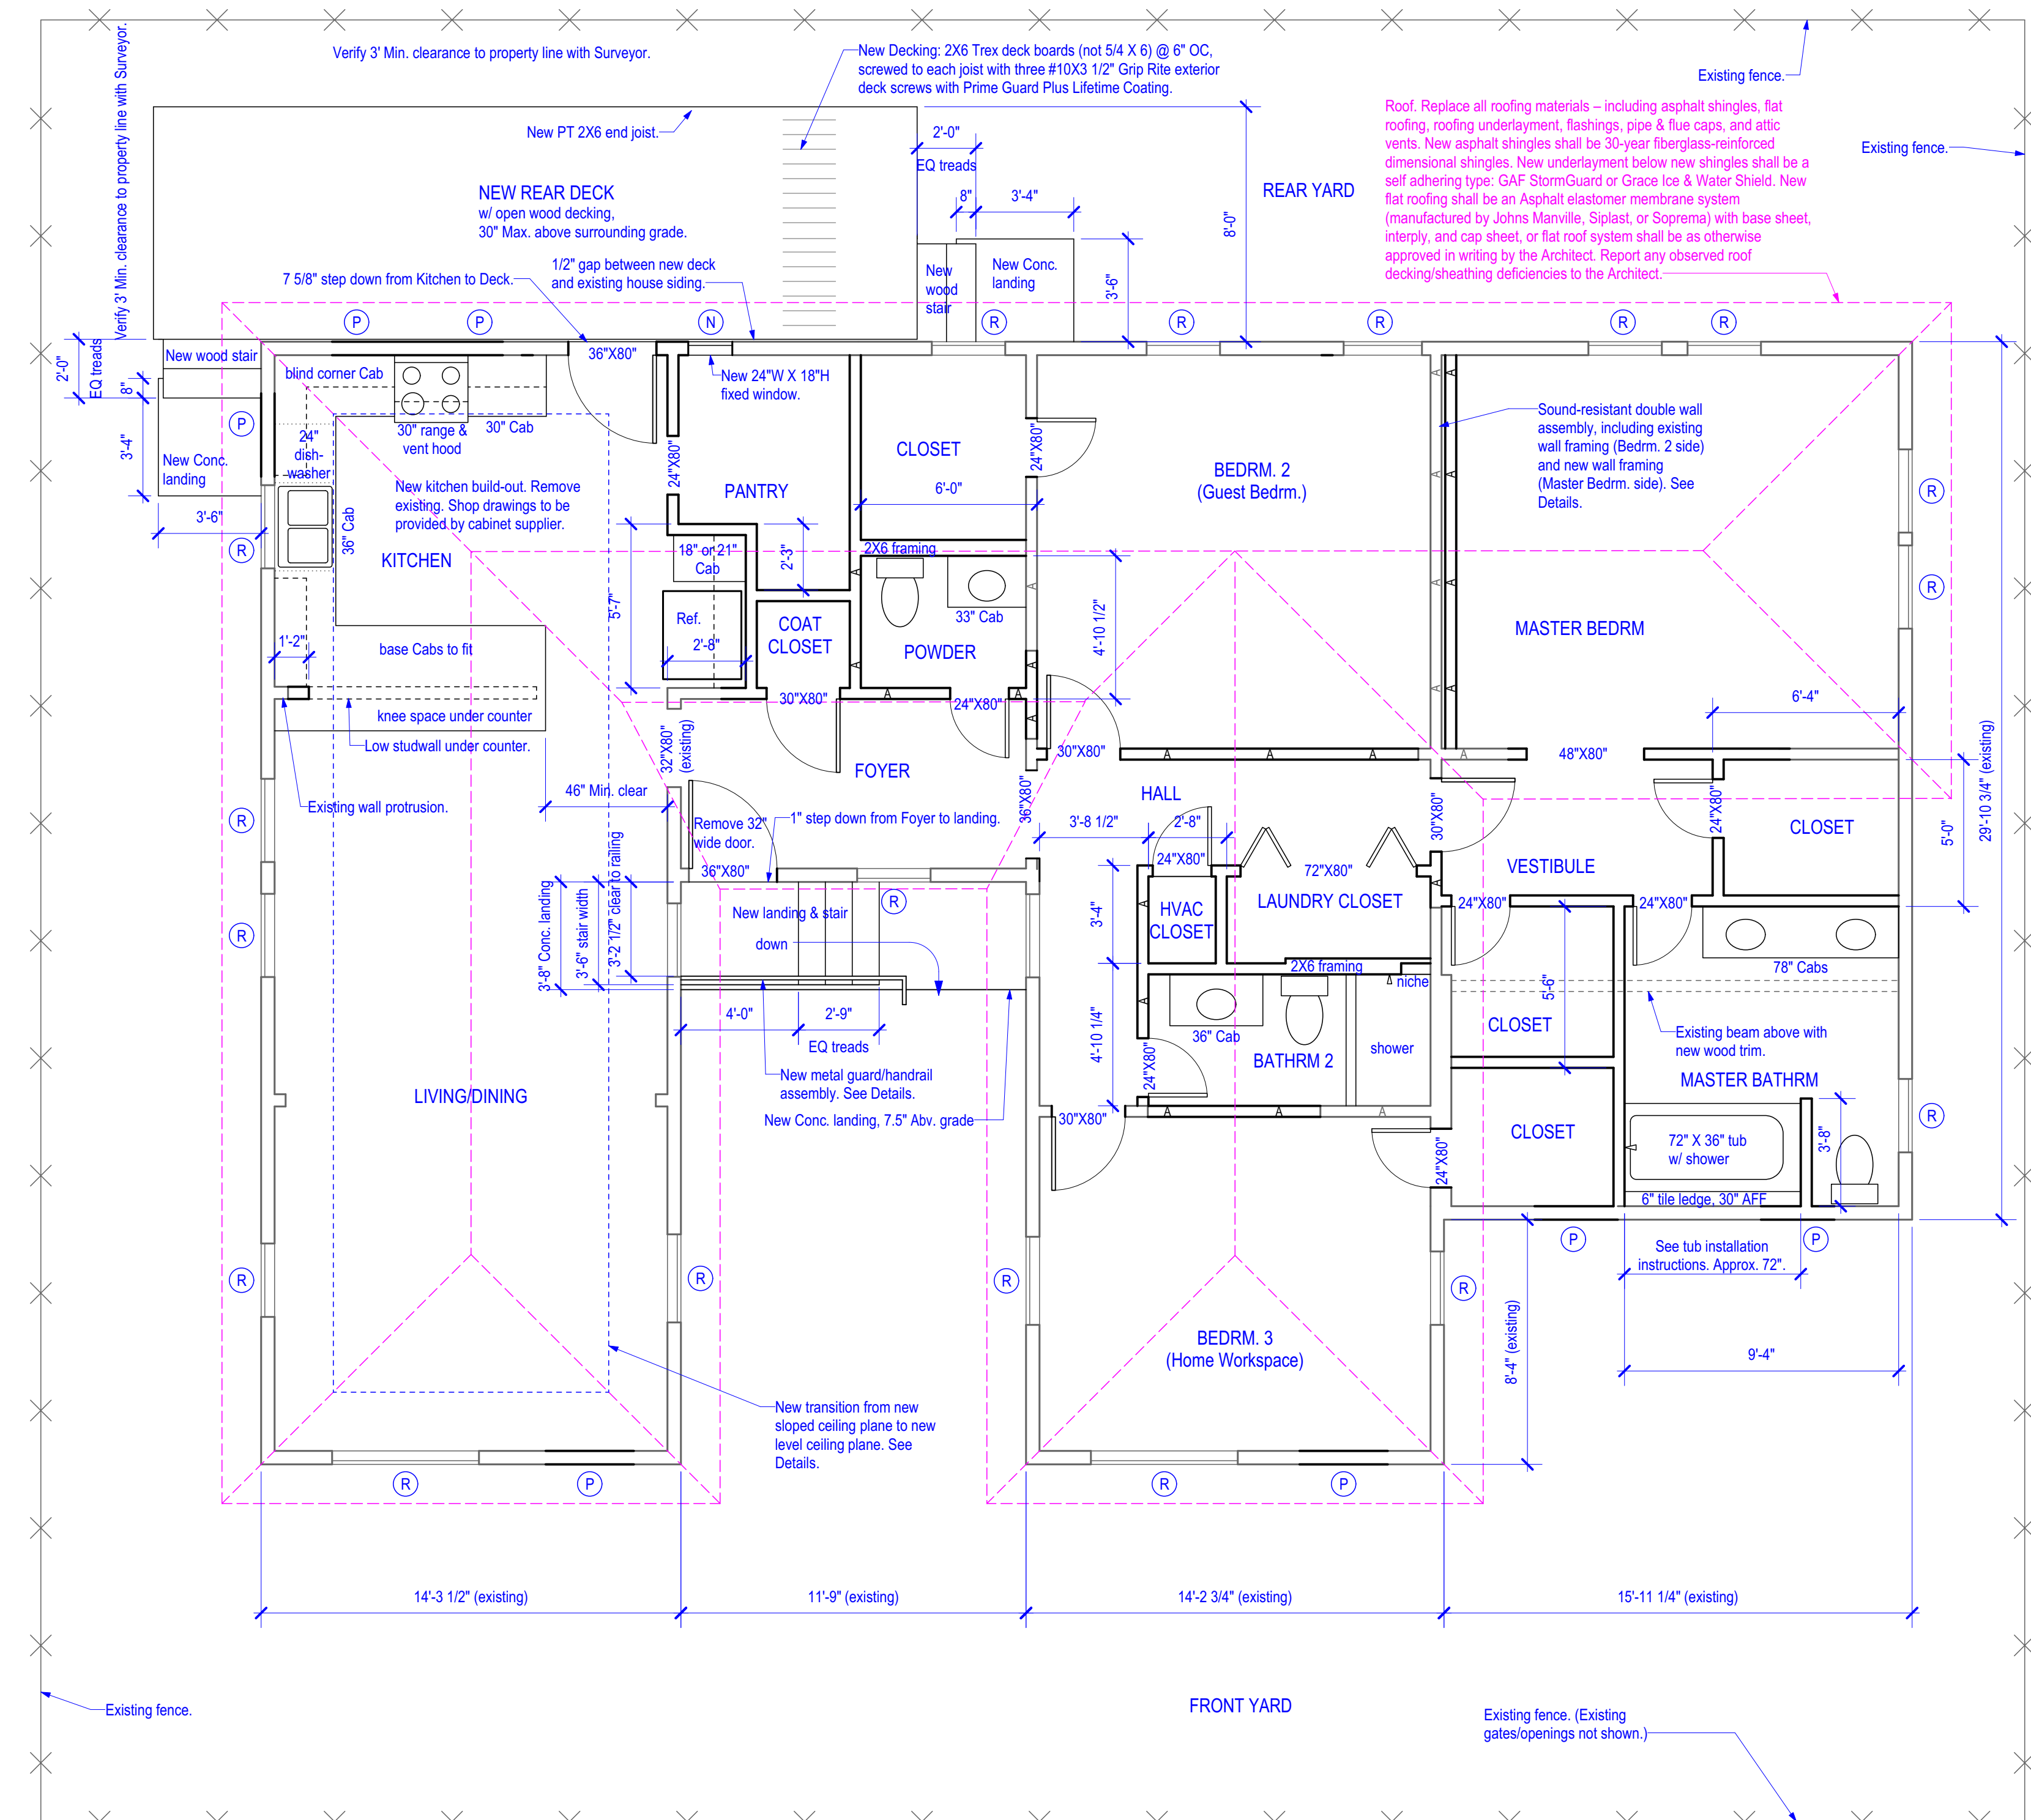 Verify 3' Min. clearance to property line with Surveyor.
Verify 3' Min. clearance to property line with Surveyor.
New Decking: 2X6 Trex deck boards (not 5/4 X 6) @ 6" OC,
screwed to each joist with three #10X3 1/2" Grip Rite exterior
deck screws with Prime Guard Plus Lifetime Coating.
Existing fence.
Existing fence.
Roof. Replace all roofing materials – including asphalt shingles, flat
roofing, roofing underlayment, flashings, pipe & flue caps, and attic
vents. New asphalt shingles shall be 30-year fiberglass-reinforced
dimensional shingles. New underlayment below new shingles shall be a
self adhering type: GAF StormGuard or Grace Ice & Water Shield. New
flat roofing shall be an Asphalt elastomer membrane system
(manufactured by Johns Manville, Siplast, or Soprema) with base sheet,
interply, and cap sheet, or flat roof system shall be as otherwise
approved in writing by the Architect. Report any observed roof
decking/sheathing deficiencies to the Architect.
New PT 2X6 end joist.
2'-0"
EQ treads
8"
3'-4"
8'-0"
REAR YARD
NEW REAR DECK
w/ open wood decking,
30" Max. above surrounding grade.
7 5/8" step down from Kitchen to Deck.
1/2" gap between new deck
and existing house siding.
New
wood
stair
New Conc.
landing
3'-6"
P
P
N
R
R
R
R
R
2'-0"
EQ treads
8"
3'-4"
New wood stair
New Conc.
landing
3'-6"
P
R
blind corner Cab
24"
dish-
washer
30" range &
vent hood
30" Cab
36"X80"
New 24"W X 18"H
fixed window.
24"X80"
PANTRY
CLOSET
6'-0"
24"X80"
BEDRM. 2
(Guest Bedrm.)
Sound-resistant double wall
assembly, including existing
wall framing (Bedrm. 2 side)
and new wall framing
(Master Bedrm. side). See
Details.
A
A
A
A
A
A
A
A
R
R
New kitchen build-out. Remove
existing. Shop drawings to be
provided by cabinet supplier.
36" Cab
KITCHEN
18" or 21"
Cab
2'-3"
5'-7"
2X6 framing
A
A
A
A
A
A
A
33" Cab
POWDER
4'-10 1/2"
COAT
CLOSET
Ref.
2'-8"
MASTER BEDRM
6'-4"
1'-2"
base Cabs to fit
knee space under counter
Low studwall under counter.
Existing wall protrusion.
46" Min. clear
30"X80"
24"X80"
32"X80"
(existing)
FOYER
30"X80"
A
A
A
A
48"X80"
29'-10 3/4" (existing)
5'-0"
HALL
36"X80"
30"X80"
24"X80"
CLOSET
R
Remove 32"
wide door.
36"X80"
1" step down from Foyer to landing.
3'-8 1/2"
2'-8"
24"X80"
72"X80"
VESTIBULE
R
3'-8" Conc. landing
3'-6" stair width
3'-2 1/2" clear to railing
New landing & stair
down
R
3'-4"
A
HVAC
CLOSET
LAUNDRY CLOSET
A
24"X80"
24"X80"
78" Cabs
2X6 framing
A
niche
A
5'-6"
4'-0"
2'-9"
EQ treads
4'-10 1/4"
36" Cab
BATHRM 2
shower
24"X80"
CLOSET
Existing beam above with
new wood trim.
New metal guard/handrail
assembly. See Details.
New Conc. landing, 7.5" Abv. grade
LIVING/DINING
30"X80"
A
A
A
MASTER BATHRM
CLOSET
24"X80"
A
72" X 36" tub
w/ shower
3'-8"
6" tile ledge, 30" AFF
R
P
P
See tub installation
instructions. Approx. 72".
9'-4"
8'-4" (existing)
R
R
R
R
BEDRM. 3
(Home Workspace)
New transition from new
sloped ceiling plane to new
level ceiling plane. See
Details.
R
P
R
P
14'-3 1/2" (existing)
11'-9" (existing)
14'-2 3/4" (existing)
15'-11 1/4" (existing)
Existing fence.
FRONT YARD
Existing fence. (Existing
gates/openings not shown.)